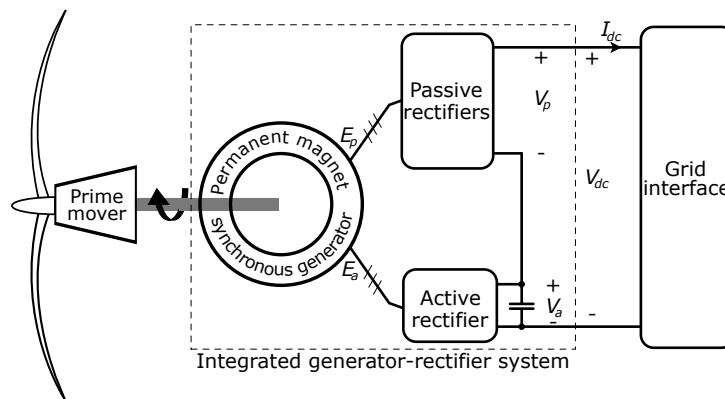 I_dc
Passive
rectifiers
+
+
V_p
-
E_p
Permanent magnet
synchronous generator
Prime
mover
V_dc
Grid
interface
E_a
Active
rectifier
+
V_a
-
-
Integrated generator-rectifier system